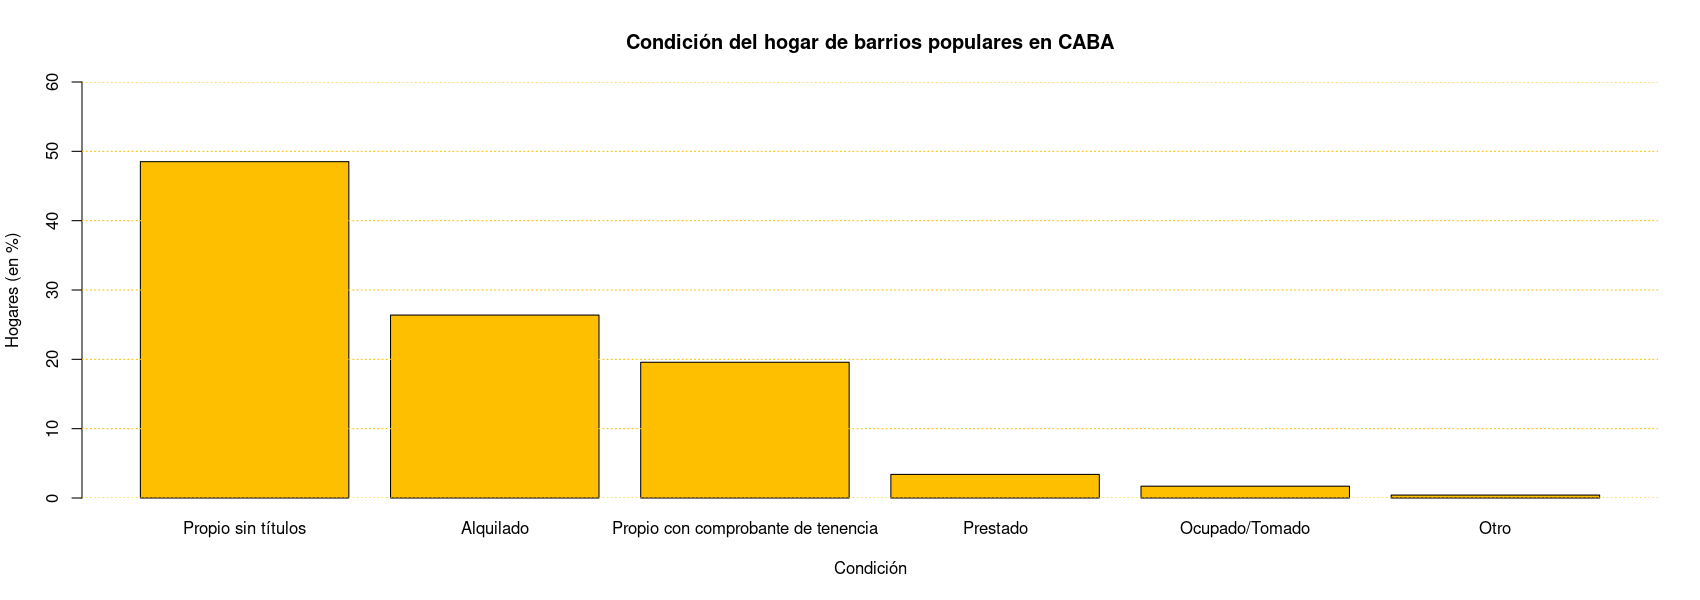 Condición del hogar de barrios populares en CABA
Hogares (en %)
60
50
40
30
20
10
0
Propio sin títulos
Alquilado
Propio con comprobante de tenencia
Prestado
Ocupado/Tomado
Otro
Condición